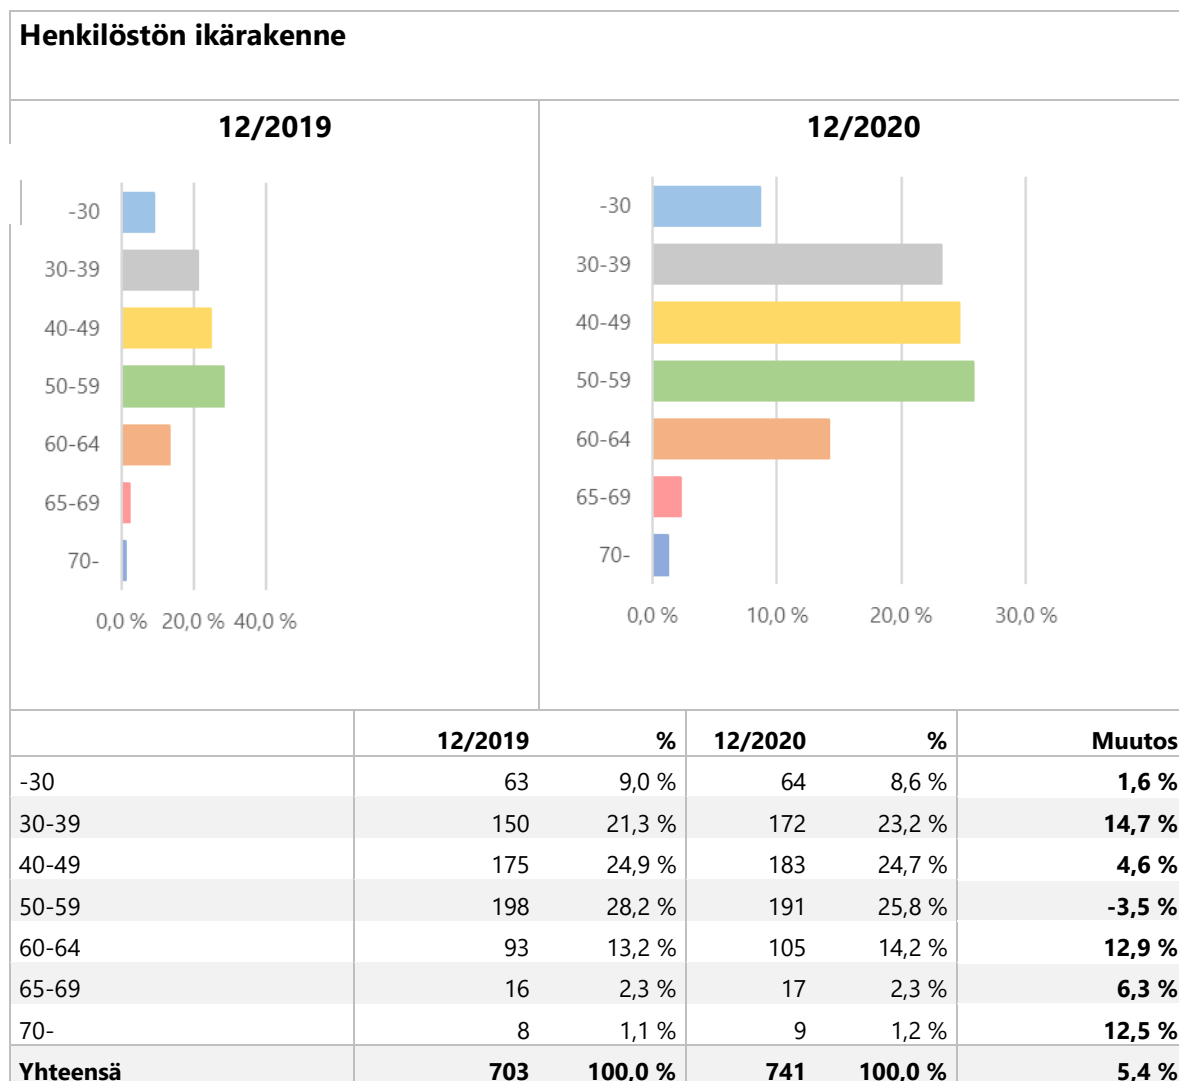 Henkilöstön ikärakenne
12/2019
-30
30-39
40-49
50-59
60-64
65-69
70-
0,0 % 20,0 % 40,0 %
12/2020
-30
30-39
40-49
50-59
60-64
65-69
70-
0,0 % 10,0 % 20,0 % 30,0 %
12/2019 % 12/2020 % Muutos
-30 63 9,0 % 64 8,6 % 1,6 %
30-39 150 21,3 % 172 23,2 % 14,7 %
40-49 175 24,9 % 183 24,7 % 4,6 %
50-59 198 28,2 % 191 25,8 % -3,5 %
60-64 93 13,2 % 105 14,2 % 12,9 %
65-69 16 2,3 % 17 2,3 % 6,3 %
70- 8 1,1 % 9 1,2 % 12,5 %
Yhteensä 703 100,0 % 741 100,0 % 5,4 %